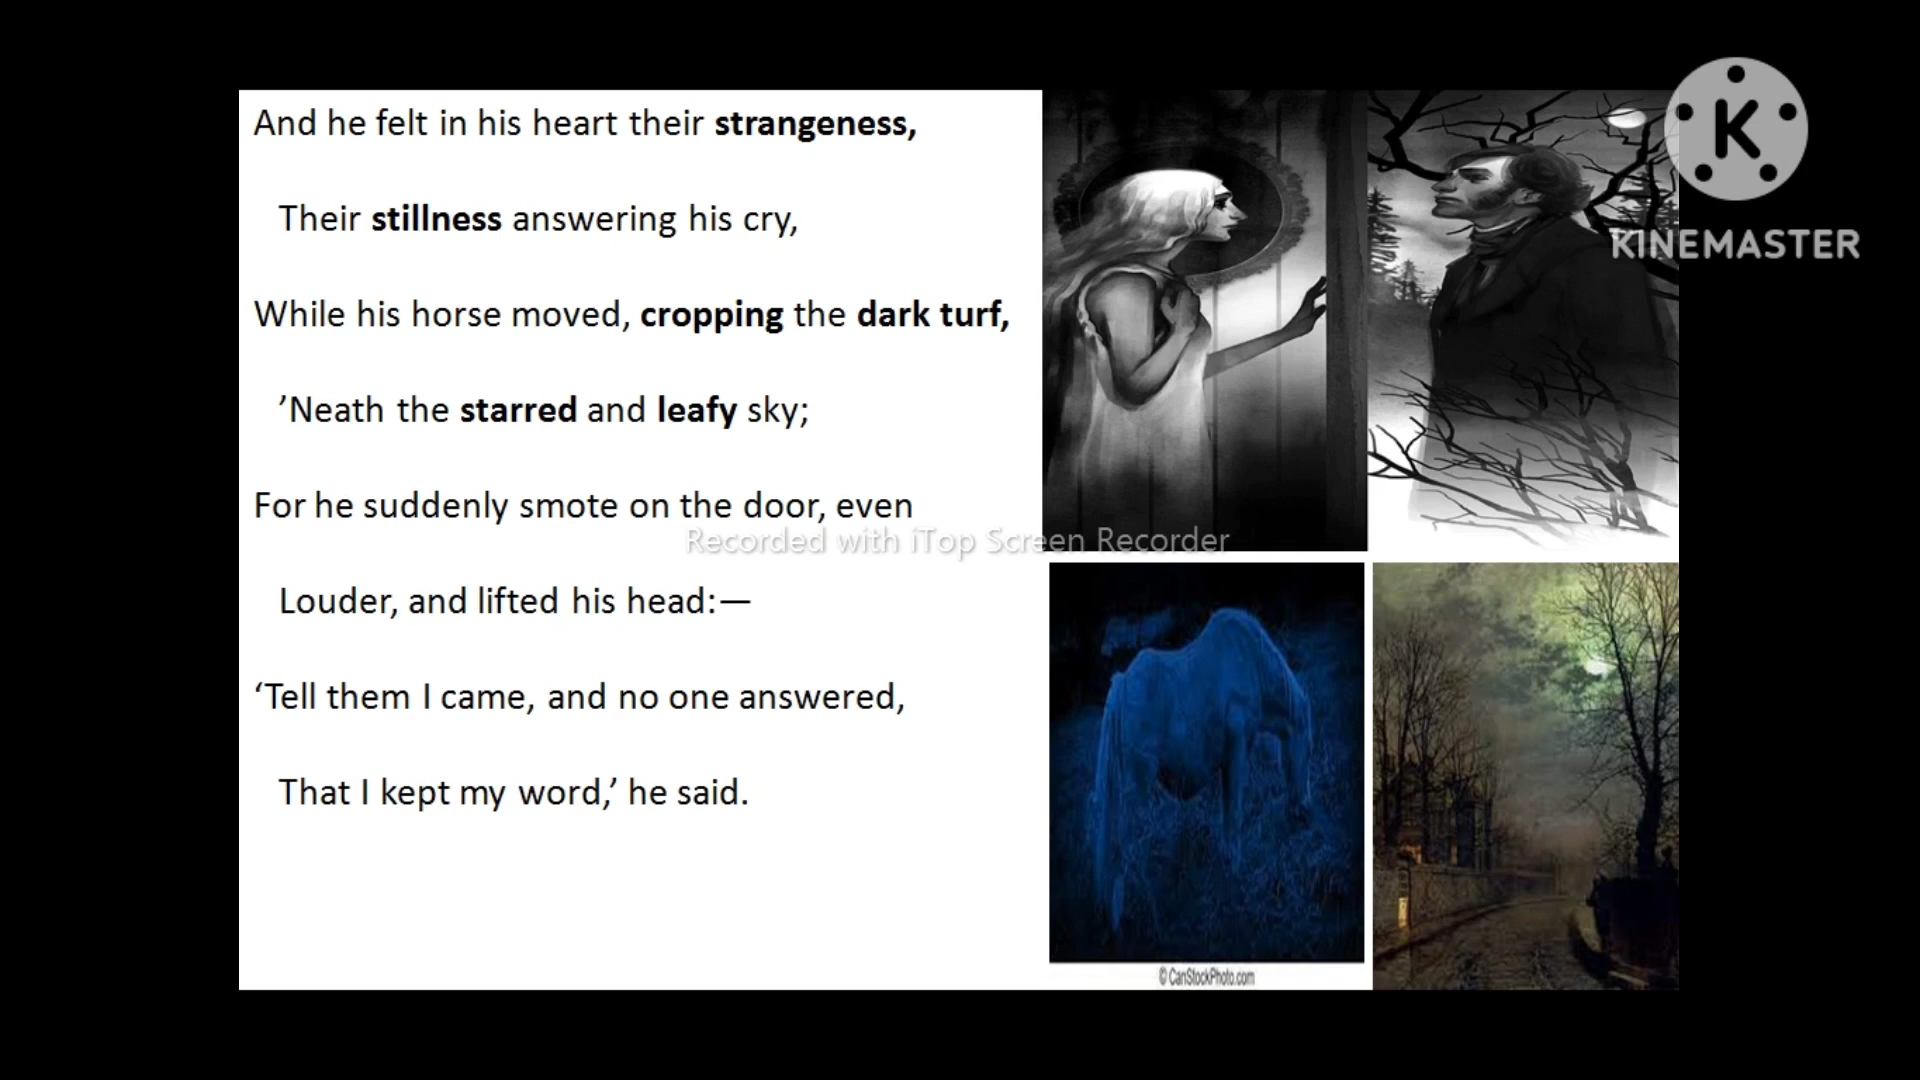 And he felt in his heart their strangeness,
Their stillness answering his cry,
While his horse moved, cropping the dark turf,
’Neath the starred and leafy sky;
For he suddenly smote on the door, even
Louder, and lifted his head:—
‘Tell them I came, and no one answered,
That I kept my word,’ he said.
K
KINEMASTER
Recorded with iTop Screen Recorder
© CanStockPhoto.com